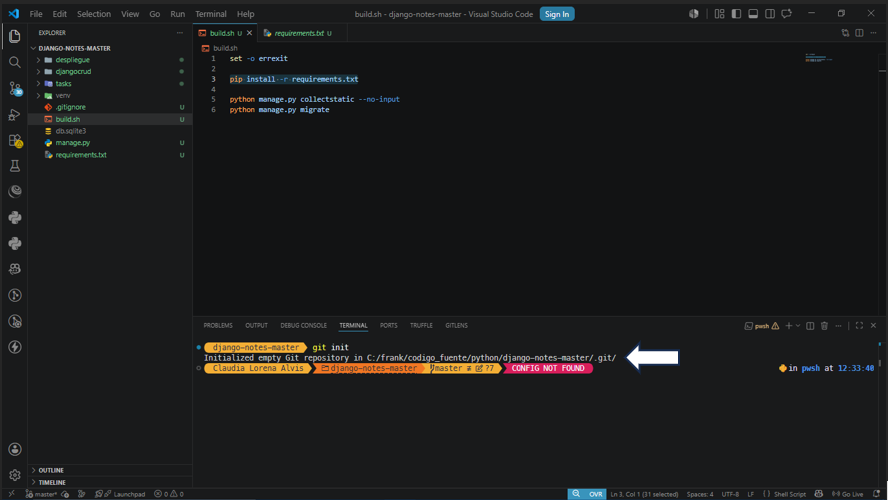 File Edit Selection View Go Run Terminal Help
build.sh - django-notes-master - Visual Studio Code
Sign In
EXPLORER
DJANGO-NOTES-MASTER
despliegue
djangocrud
tasks
venv
.gitignore U
build.sh U
db.sqlite3
manage.py U
requirements.txt U
OUTLINE
TIMELINE
build.sh U
requirements.txt U
build.sh
1 set -o errexit
2
3 pip install -r requirements.txt
4
5 python manage.py collectstatic --no-input
6 python manage.py migrate
PROBLEMS OUTPUT DEBUG CONSOLE TERMINAL PORTS TRUFFLE GITLENS
pwsh
django-notes-master git init
Initialized empty Git repository in C:/frank/codigo_fuente/python/django-notes-master/.git/
Claudia Lorena Alvis django-notes-master master ≢ ?7 CONFIG NOT FOUND
in pwsh at 12:33:40
master* Launchpad 0 0
OVR Ln 3, Col 1 (31 selected) Spaces: 4 UTF-8 LF Shell Script Go Live